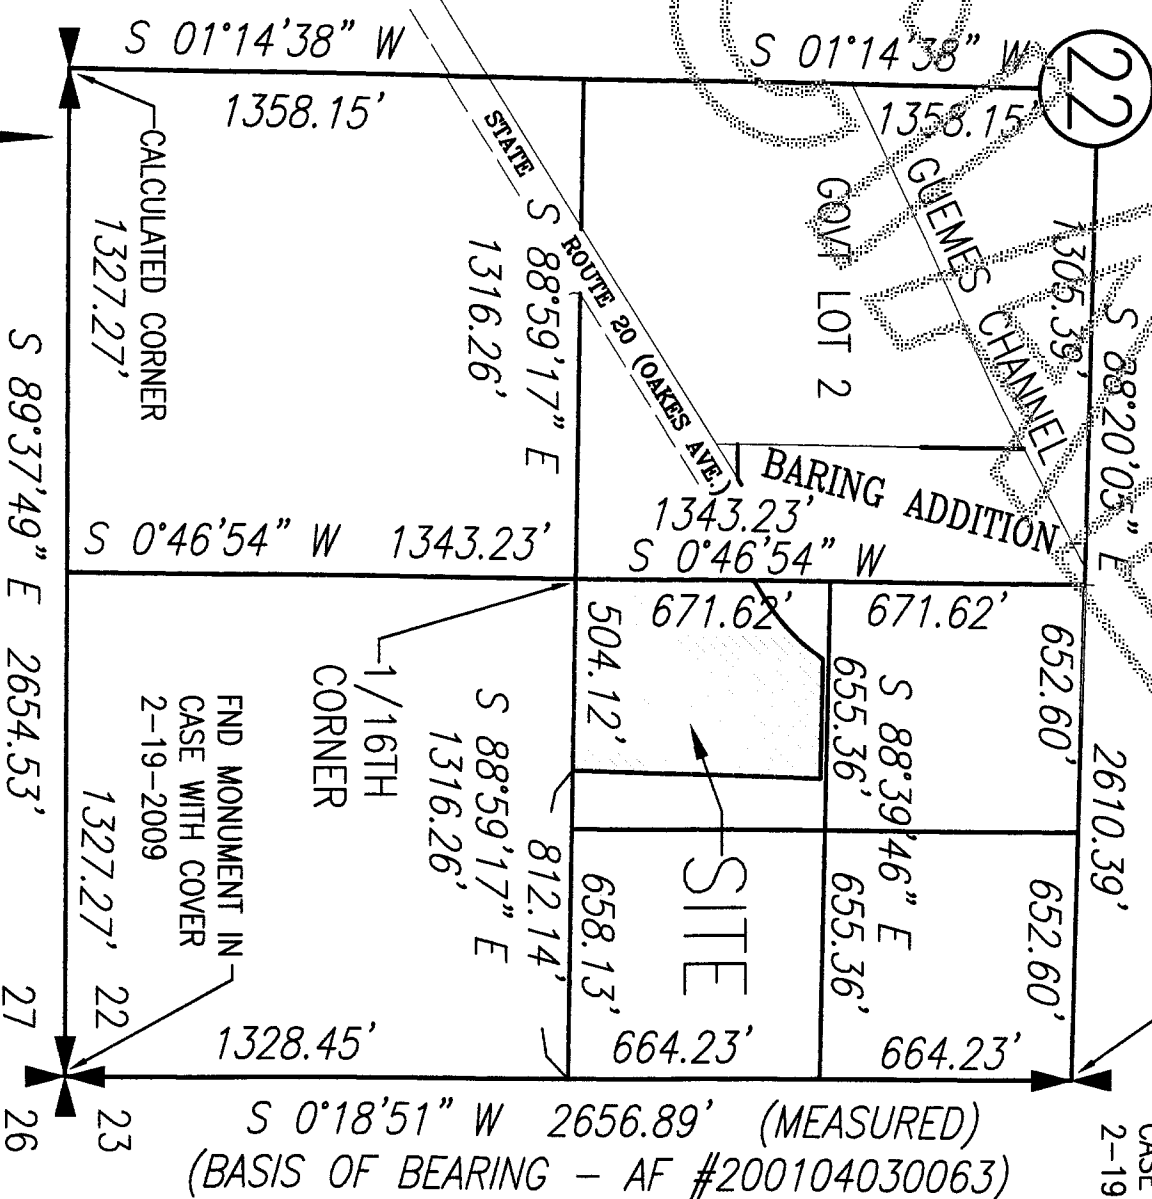 S 01°14'38" W
S 01°14'38" W
22
1358.15'
1358.15'
CALCULATED CORNER
1327.27'
STATE ROUTE 20 (OAKES AVE.)
S 88°59'17" E
1316.26'
GOVT LOT 2
GUEMES CHANNEL
1305.39'
S 88°20'05" E
2610.39'
BARING ADDITION
S 89°37'49" E 2654.53'
S 0°46'54" W 1343.23'
1343.23'
S 0°46'54" W
671.62'
671.62'
504.12'
652.60'
S 88°39'46" E
655.36'
655.36'
652.60'
1/16TH
CORNER
S 88°59'17" E
1316.26'
812.14'
658.13'
SITE
FND MONUMENT IN
CASE WITH COVER
2-19-2009
1327.27'
22
27
23
26
1328.45'
664.23'
664.23'
CASE
2-19
S 0°18'51" W 2656.89' (MEASURED)
(BASIS OF BEARING - AF #200104030063)